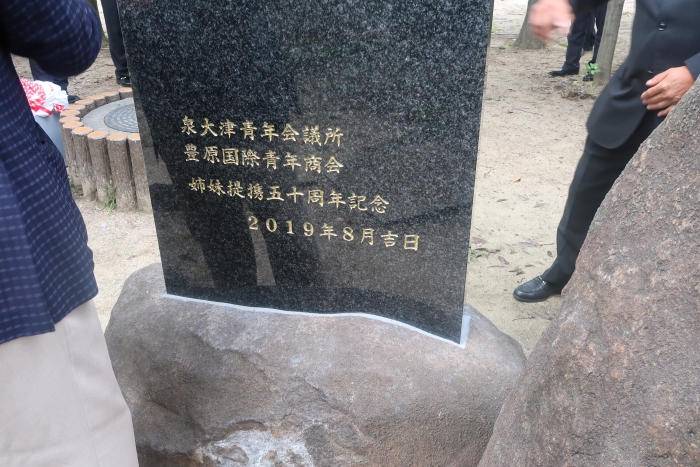 泉大津青年会議所
豊原国際青年商会
姉妹提携五十周年記念
2019年8月吉日